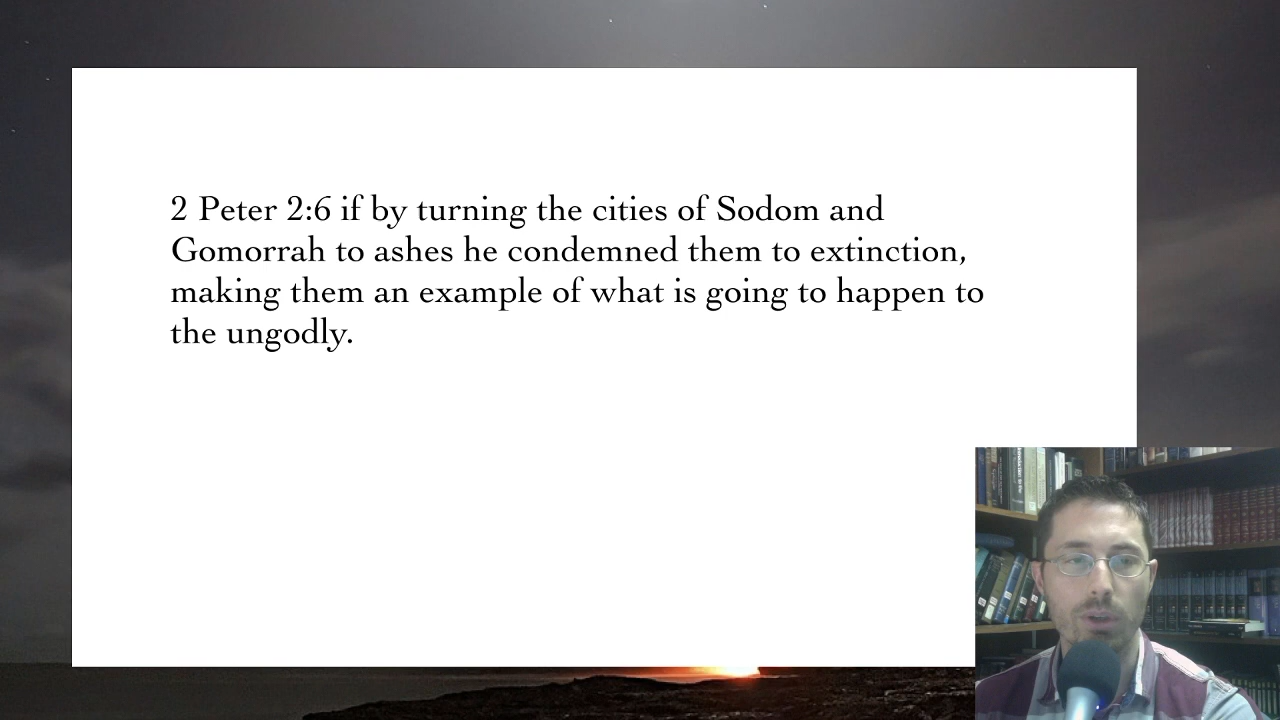 2 Peter 2:6 if by turning the cities of Sodom and
Gomorrah to ashes he condemned them to extinction,
making them an example of what is going to happen to
the ungodly.